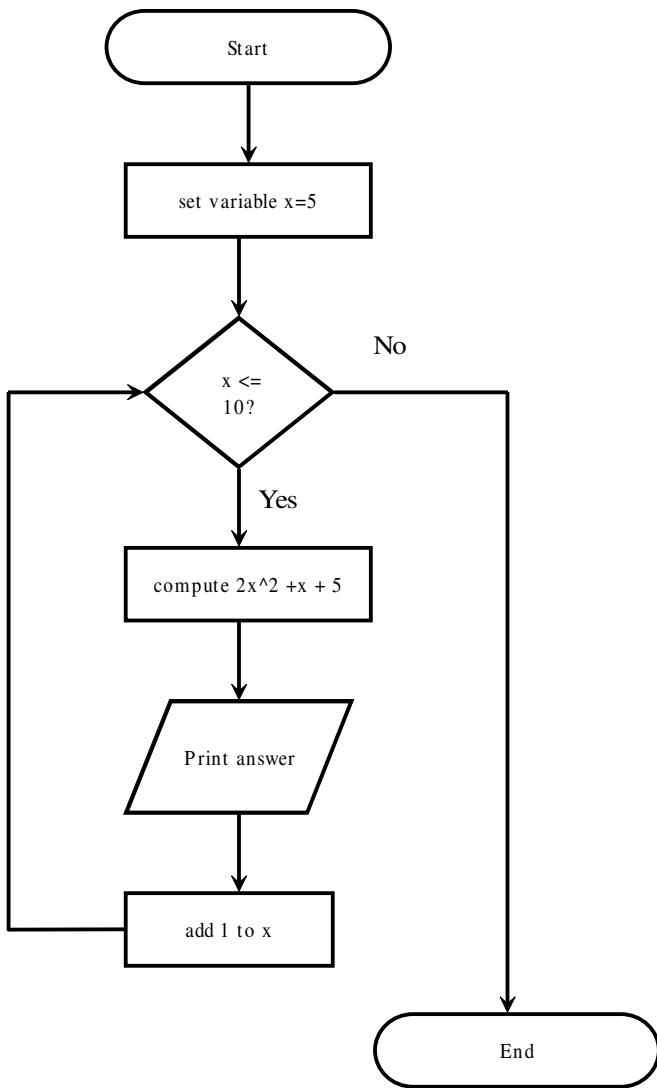 Start
set variable x=5
x <=
10?
No
Yes
compute 2x^2 +x + 5
Print answer
add 1 to x
End